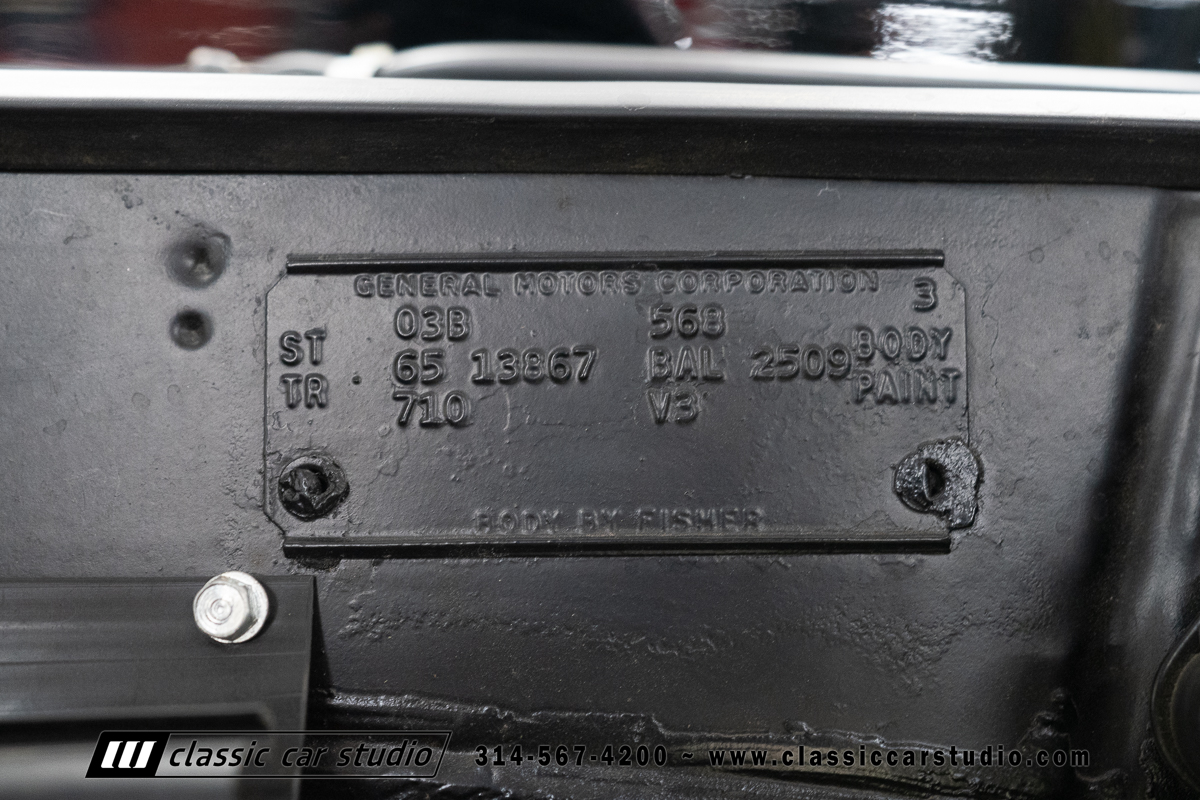 GENERAL MOTORS CORPORATION 3
03B 568
ST 65 13867 BAL 2509 BODY
TR 710 V3 PAINT
BODY BY FISHER
classic car studio 314-567-4200 ~ www.classiccarstudio.com